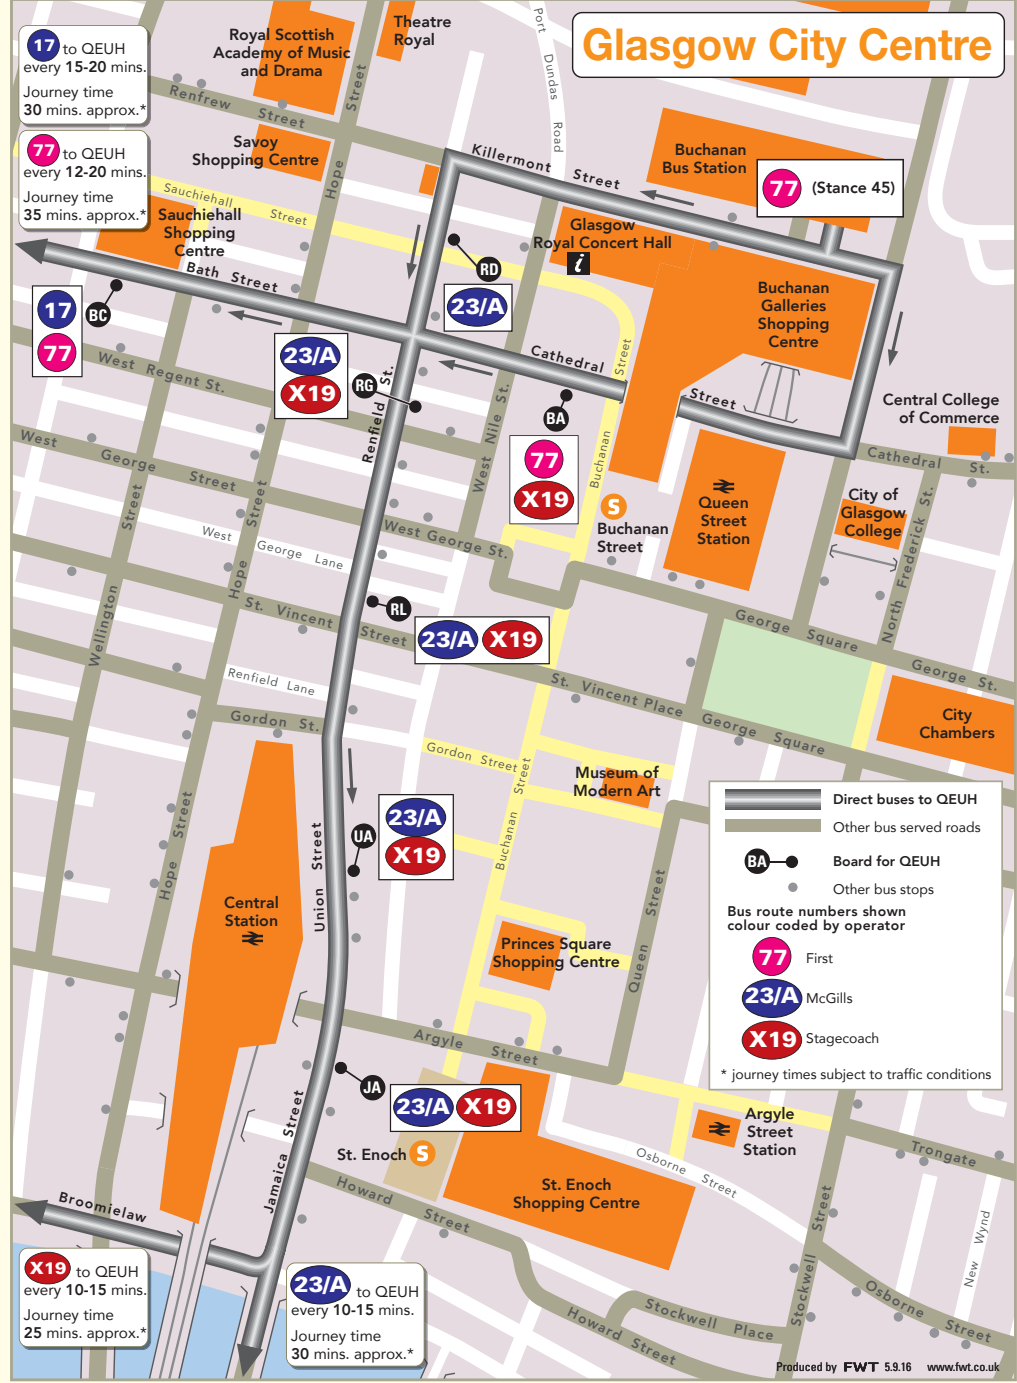 Glasgow City Centre
17 to QEUH
every 15-20 mins.
Journey time
30 mins. approx.*
77 to QEUH
every 12-20 mins.
Journey time
35 mins. approx.*
Royal Scottish
Academy of Music
and Drama
Theatre
Royal
Port Dundas Road
Renfrew Street
Hope Street
Savoy
Shopping Centre
Killermont Street
Buchanan
Bus Station
77 (Stance 45)
Sauchiehall Street
Sauchiehall
Shopping
Centre
Glasgow
Royal Concert Hall
i
RD
23/A
Bath Street
Buchanan
Galleries
Shopping
Centre
17
77
BC
23/A
X19
RG
Renfield St.
Cathedral Street
Buchanan Street
West Regent St.
West Nile St.
BA
77
X19
Central College
of Commerce
Cathedral St.
West George Street
Wellington Street
Hope Street
West George Lane
West George St.
S
Buchanan
Street
Queen
Street
Station
City of
Glasgow
College
North Frederick St.
St. Vincent Street
RL
23/A X19
George Square
George St.
Renfield Lane
St. Vincent Place
George Square
City
Chambers
Gordon St.
Gordon Street
Museum of
Modern Art
Buchanan Street
Hope Street
Union Street
UA
23/A
X19
Central
Station
Queen Street
Princes Square
Shopping Centre
Direct buses to QEUH
Other bus served roads
BA Board for QEUH
Other bus stops
Bus route numbers shown
colour coded by operator
77 First
23/A McGills
X19 Stagecoach
* journey times subject to traffic conditions
Argyle Street
JA
23/A X19
Jamaica Street
St. Enoch S
Argyle
Street
Station
Osborne Street
Trongate
St. Enoch
Shopping Centre
Howard Street
Broomielaw
Stockwell Street
New Wynd
X19 to QEUH
every 10-15 mins.
Journey time
25 mins. approx.*
23/A to QEUH
every 10-15 mins.
Journey time
30 mins. approx.*
Stockwell Place
Howard Street
Osborne Street
Produced by FWT 5.9.16 www.fwt.co.uk